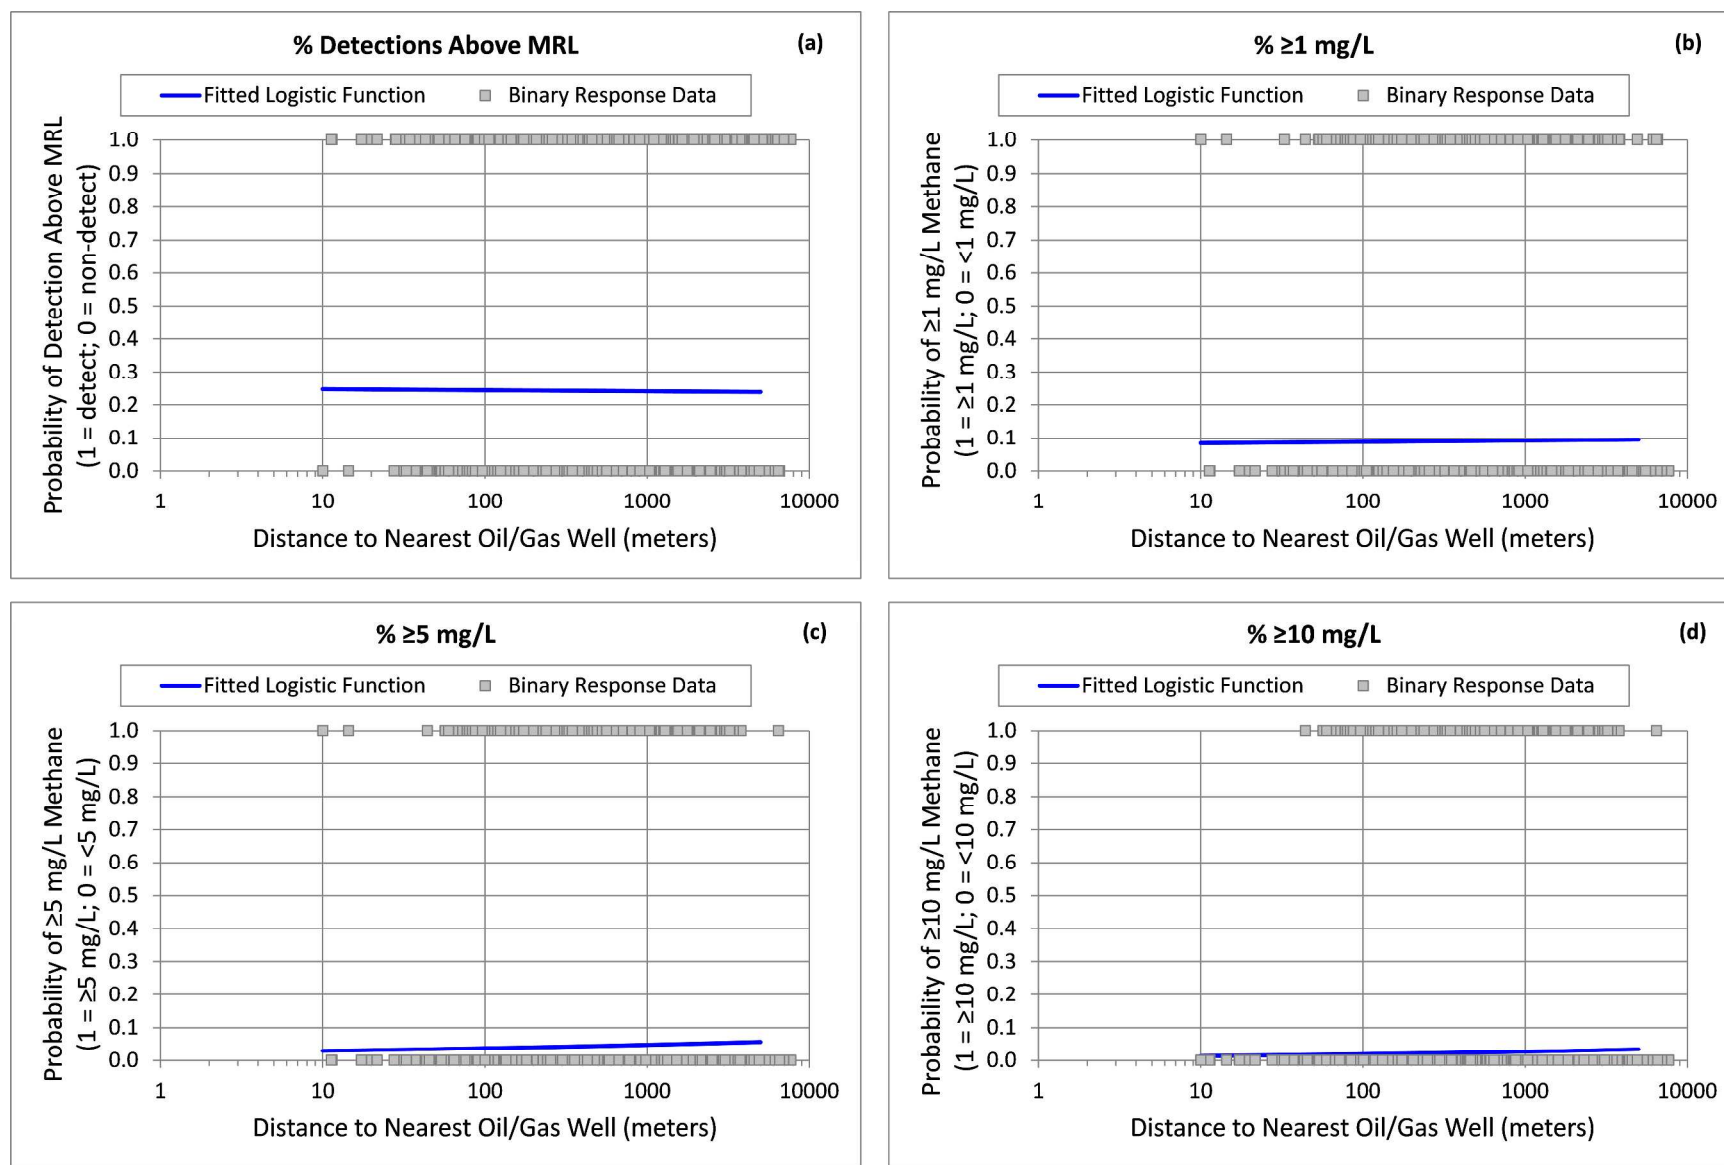 % Detections Above MRL
(a)
Fitted Logistic Function
Binary Response Data
Probability of Detection Above MRL
(1 = detect; 0 = non-detect)
1.0
0.9
0.8
0.7
0.6
0.5
0.4
0.3
0.2
0.1
0.0
1
10
100
1000
10000
Distance to Nearest Oil/Gas Well (meters)
% ≥1 mg/L
(b)
Fitted Logistic Function
Binary Response Data
Probability of ≥1 mg/L Methane
(1 = ≥1 mg/L; 0 = <1 mg/L)
1.0
0.9
0.8
0.7
0.6
0.5
0.4
0.3
0.2
0.1
0.0
1
10
100
1000
10000
Distance to Nearest Oil/Gas Well (meters)
% ≥5 mg/L
(c)
Fitted Logistic Function
Binary Response Data
Probability of ≥5 mg/L Methane
(1 = ≥5 mg/L; 0 = <5 mg/L)
1.0
0.9
0.8
0.7
0.6
0.5
0.4
0.3
0.2
0.1
0.0
1
10
100
1000
10000
Distance to Nearest Oil/Gas Well (meters)
% ≥10 mg/L
(d)
Fitted Logistic Function
Binary Response Data
Probability of ≥10 mg/L Methane
(1 = ≥10 mg/L; 0 = <10 mg/L)
1.0
0.9
0.8
0.7
0.6
0.5
0.4
0.3
0.2
0.1
0.0
1
10
100
1000
10000
Distance to Nearest Oil/Gas Well (meters)